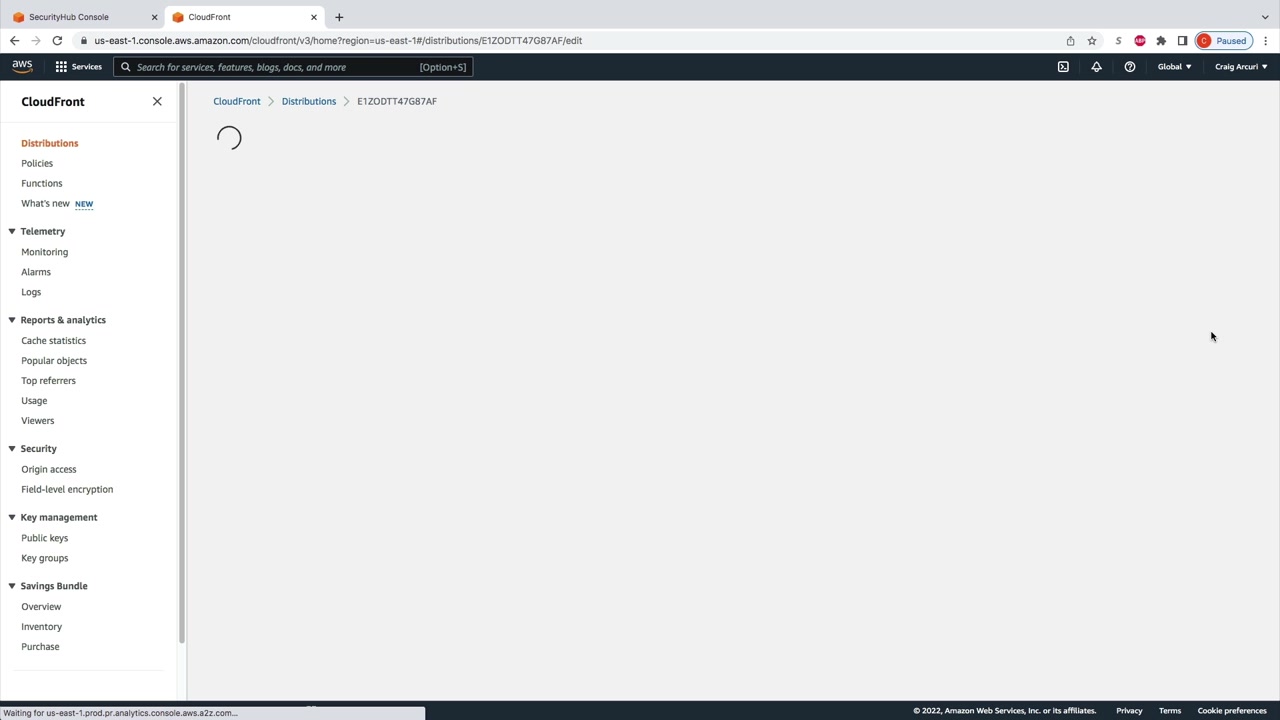 SecurityHub Console
CloudFront
us-east-1.console.aws.amazon.com/cloudfront/v3/home?region=us-east-1#/distributions/E1ZODTT47G87AF/edit
S
ABP
C Paused
aws
Services
Search for services, features, blogs, docs, and more
[Option+S]
Global
Craig Arcuri
CloudFront
CloudFront
Distributions
E1ZODTT47G87AF
Distributions
Policies
Functions
What's new NEW
Telemetry
Monitoring
Alarms
Logs
Reports & analytics
Cache statistics
Popular objects
Top referrers
Usage
Viewers
Security
Origin access
Field-level encryption
Key management
Public keys
Key groups
Savings Bundle
Overview
Inventory
Purchase
Waiting for us-east-1.prod.pr.analytics.console.aws.a2z.com...
© 2022, Amazon Web Services, Inc. or its affiliates.
Privacy
Terms
Cookie preferences